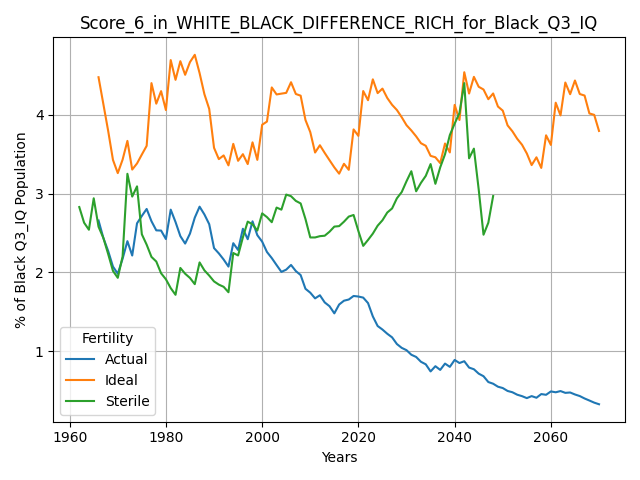 Score_6_in_WHITE_BLACK_DIFFERENCE_RICH_for_Black_Q3_IQ
% of Black Q3_IQ Population
4
3
2
1
Fertility
Actual
Ideal
Sterile
1960 1980 2000 2020 2040 2060
Years